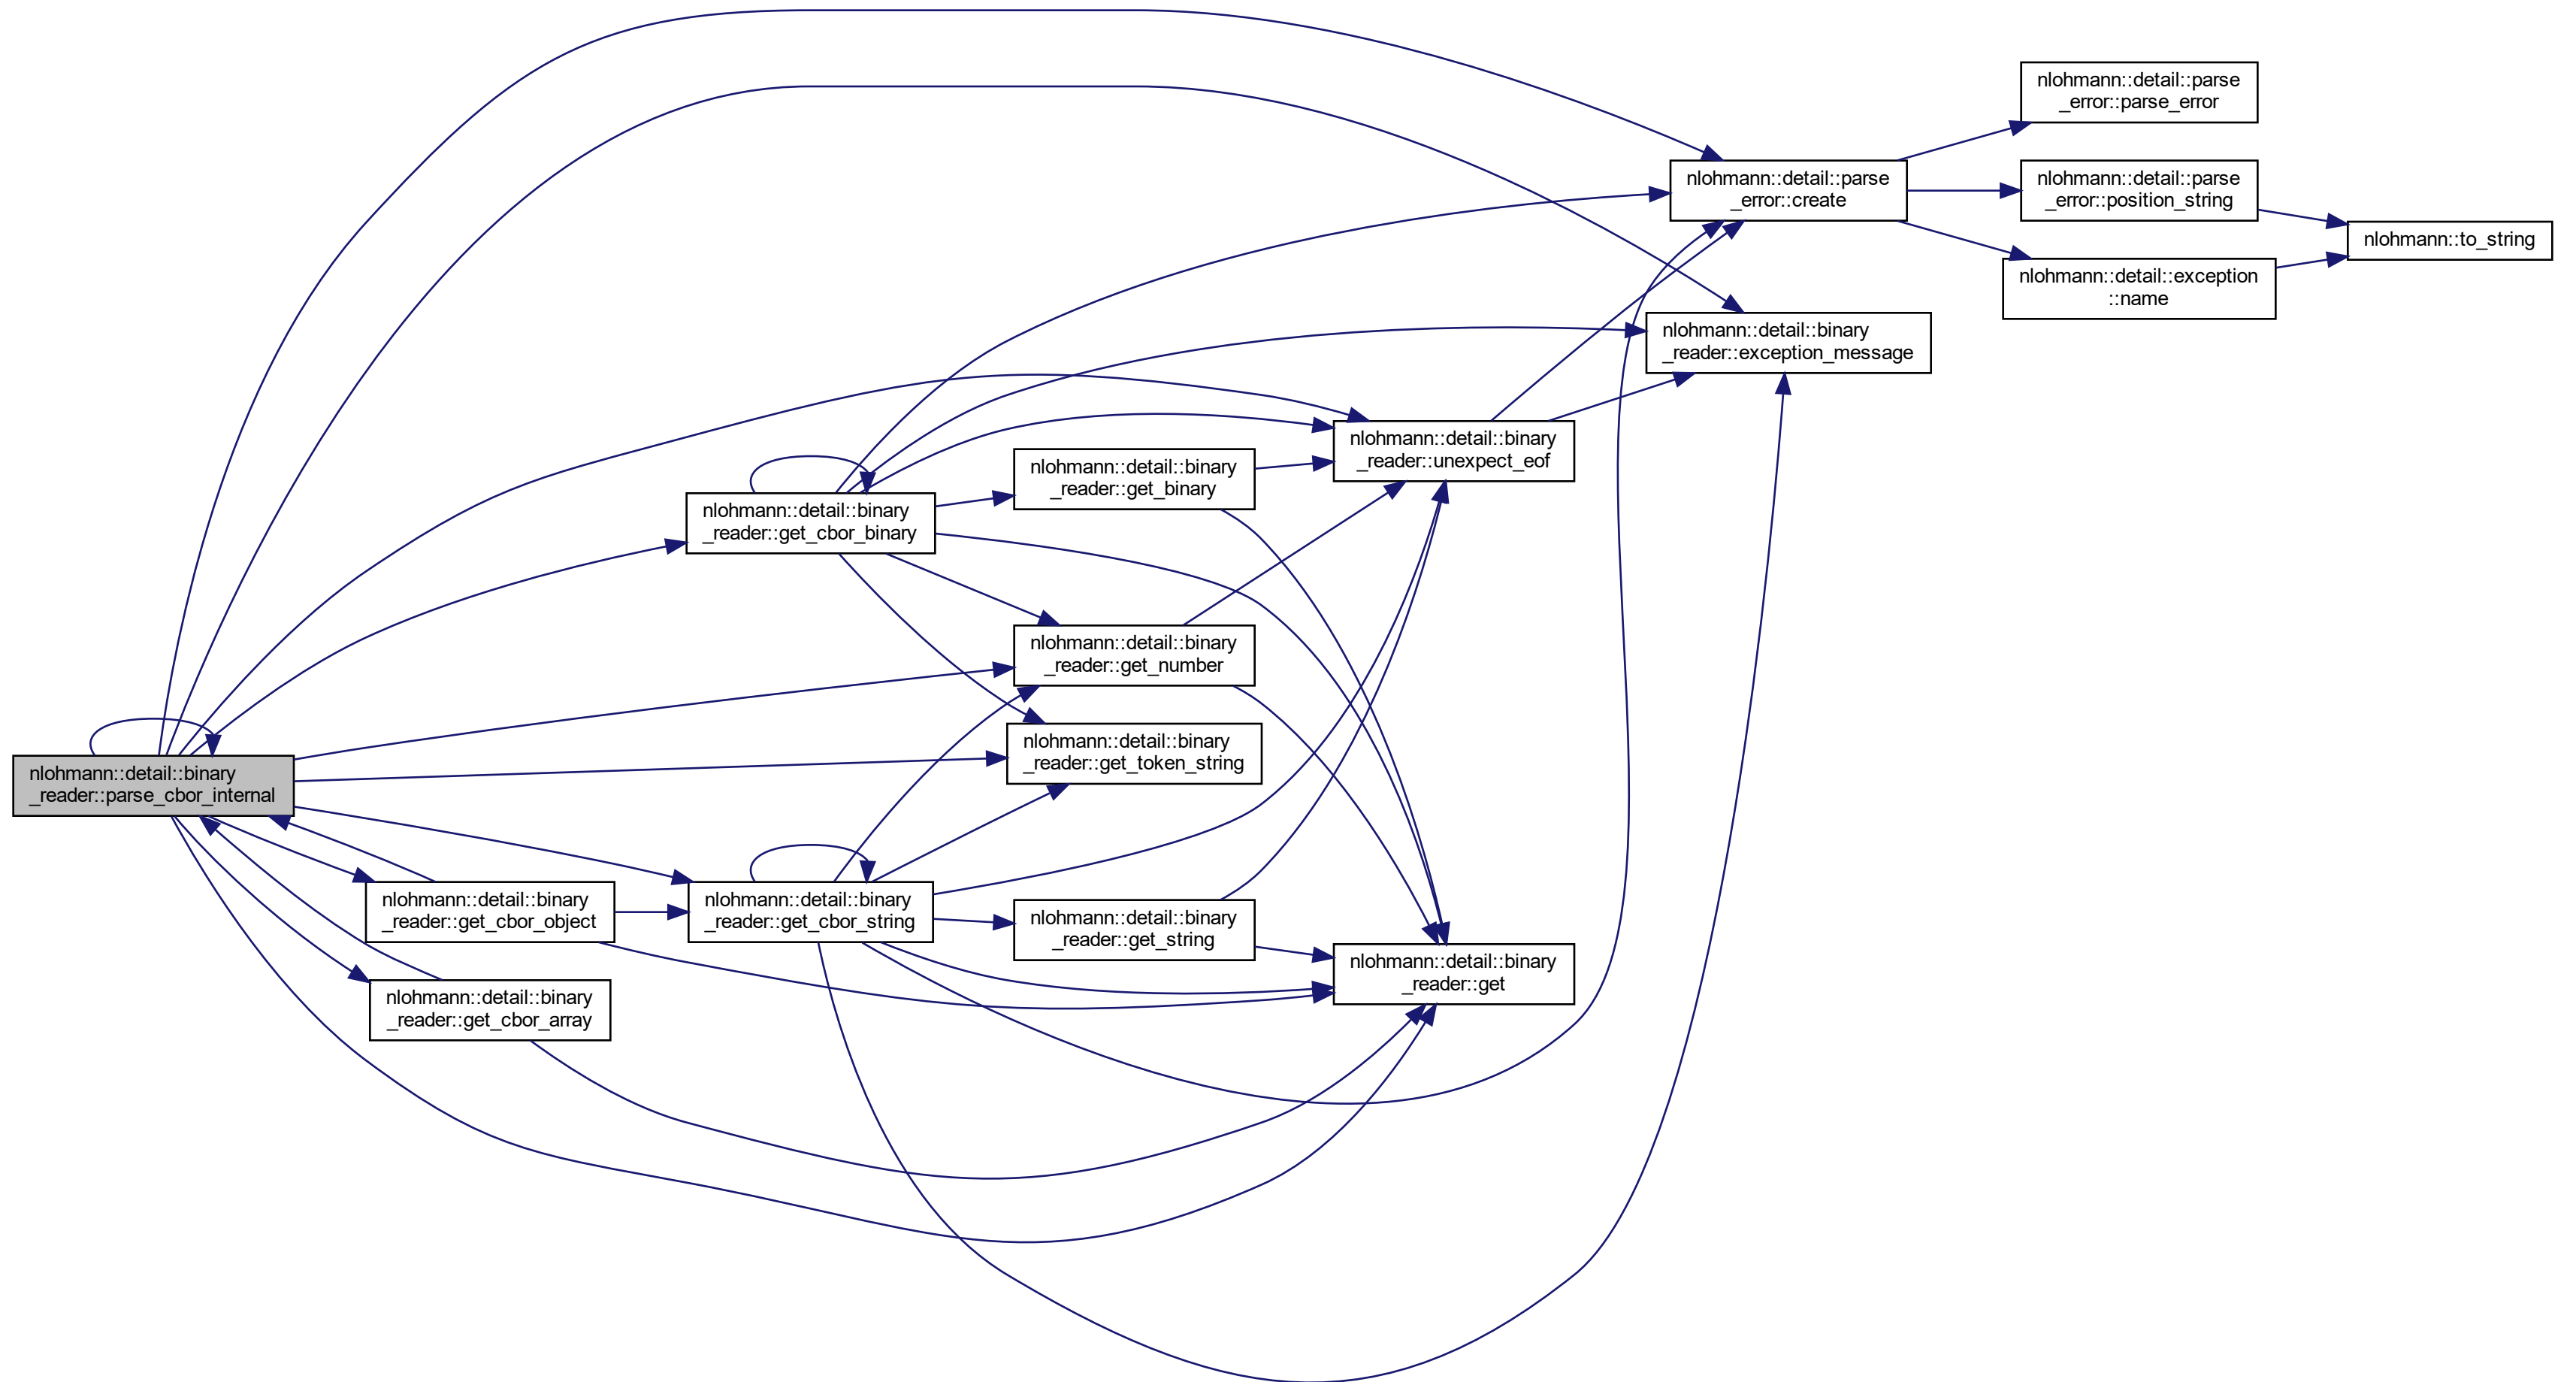 nlohmann::detail::parse
_error::parse_error
nlohmann::detail::parse
_error::create
nlohmann::detail::parse
_error::position_string
nlohmann::to_string
nlohmann::detail::exception
::name
nlohmann::detail::binary
_reader::exception_message
nlohmann::detail::binary
_reader::unexpect_eof
nlohmann::detail::binary
_reader::get_binary
nlohmann::detail::binary
_reader::get_cbor_binary
nlohmann::detail::binary
_reader::get_number
nlohmann::detail::binary
_reader::get_token_string
nlohmann::detail::binary
_reader::parse_cbor_internal
nlohmann::detail::binary
_reader::get_cbor_object
nlohmann::detail::binary
_reader::get_cbor_string
nlohmann::detail::binary
_reader::get_string
nlohmann::detail::binary
_reader::get
nlohmann::detail::binary
_reader::get_cbor_array